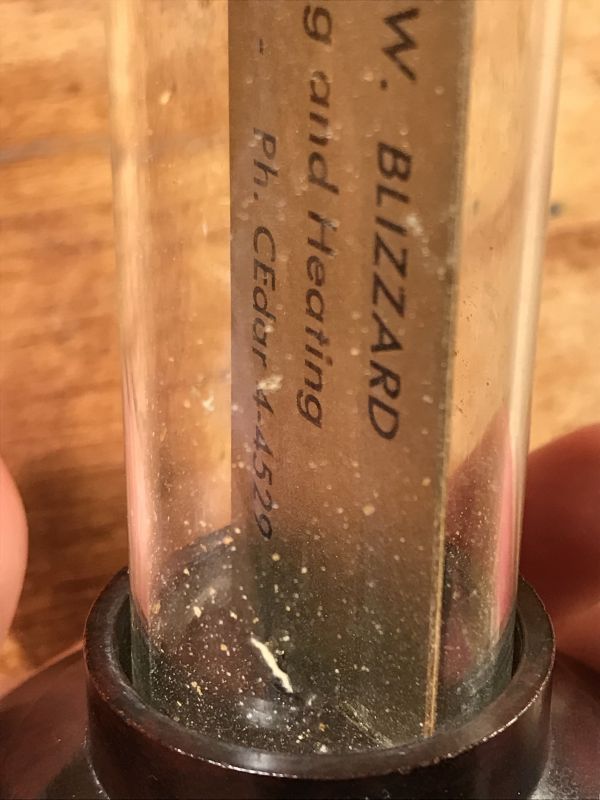 W. BLIZZARD
g and Heating
- Ph. CEdar 4-4529